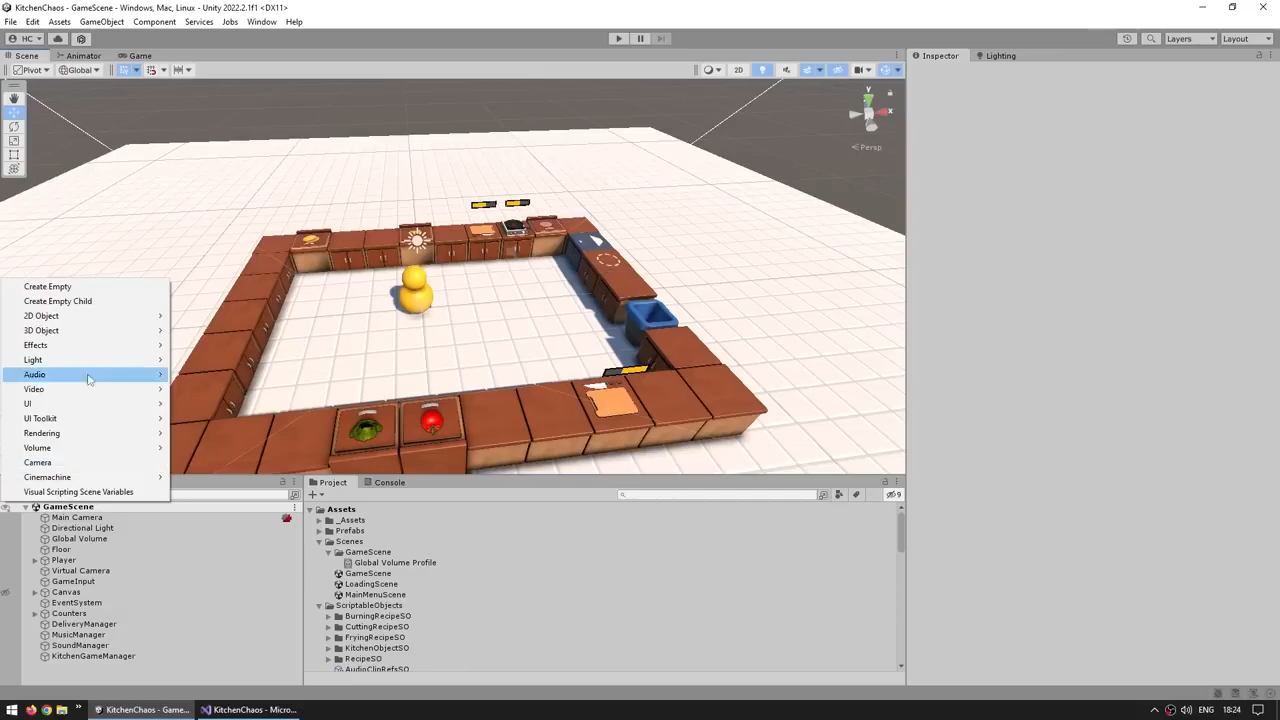 KitchenChaos - GameScene - Windows, Mac, Linux - Unity 2022.2.1f1 <DX11>
File Edit Assets GameObject Component Services Jobs Window Help
HC Layers Layout
Scene Animator Game Inspector Lighting
Pivot Global 2D
y
x
Persp
Create Empty
Create Empty Child
2D Object
3D Object
Effects
Light
Audio
Video
UI
UI Toolkit
Rendering
Volume
Camera
Cinemachine
Visual Scripting Scene Variables
GameScene
Main Camera
Directional Light
Global Volume
Floor
Player
Virtual Camera
GameInput
Canvas
EventSystem
Counters
DeliveryManager
MusicManager
SoundManager
KitchenGameManager
Project Console
9
Assets
_Assets
Prefabs
Scenes
GameScene
Global Volume Profile
GameScene
LoadingScene
MainMenuScene
ScriptableObjects
BurningRecipeSO
CuttingRecipeSO
FryingRecipeSO
KitchenObjectSO
RecipeSO
AudioClipRefsSO
KitchenChaos - Game... KitchenChaos - Micro... ENG 18:24